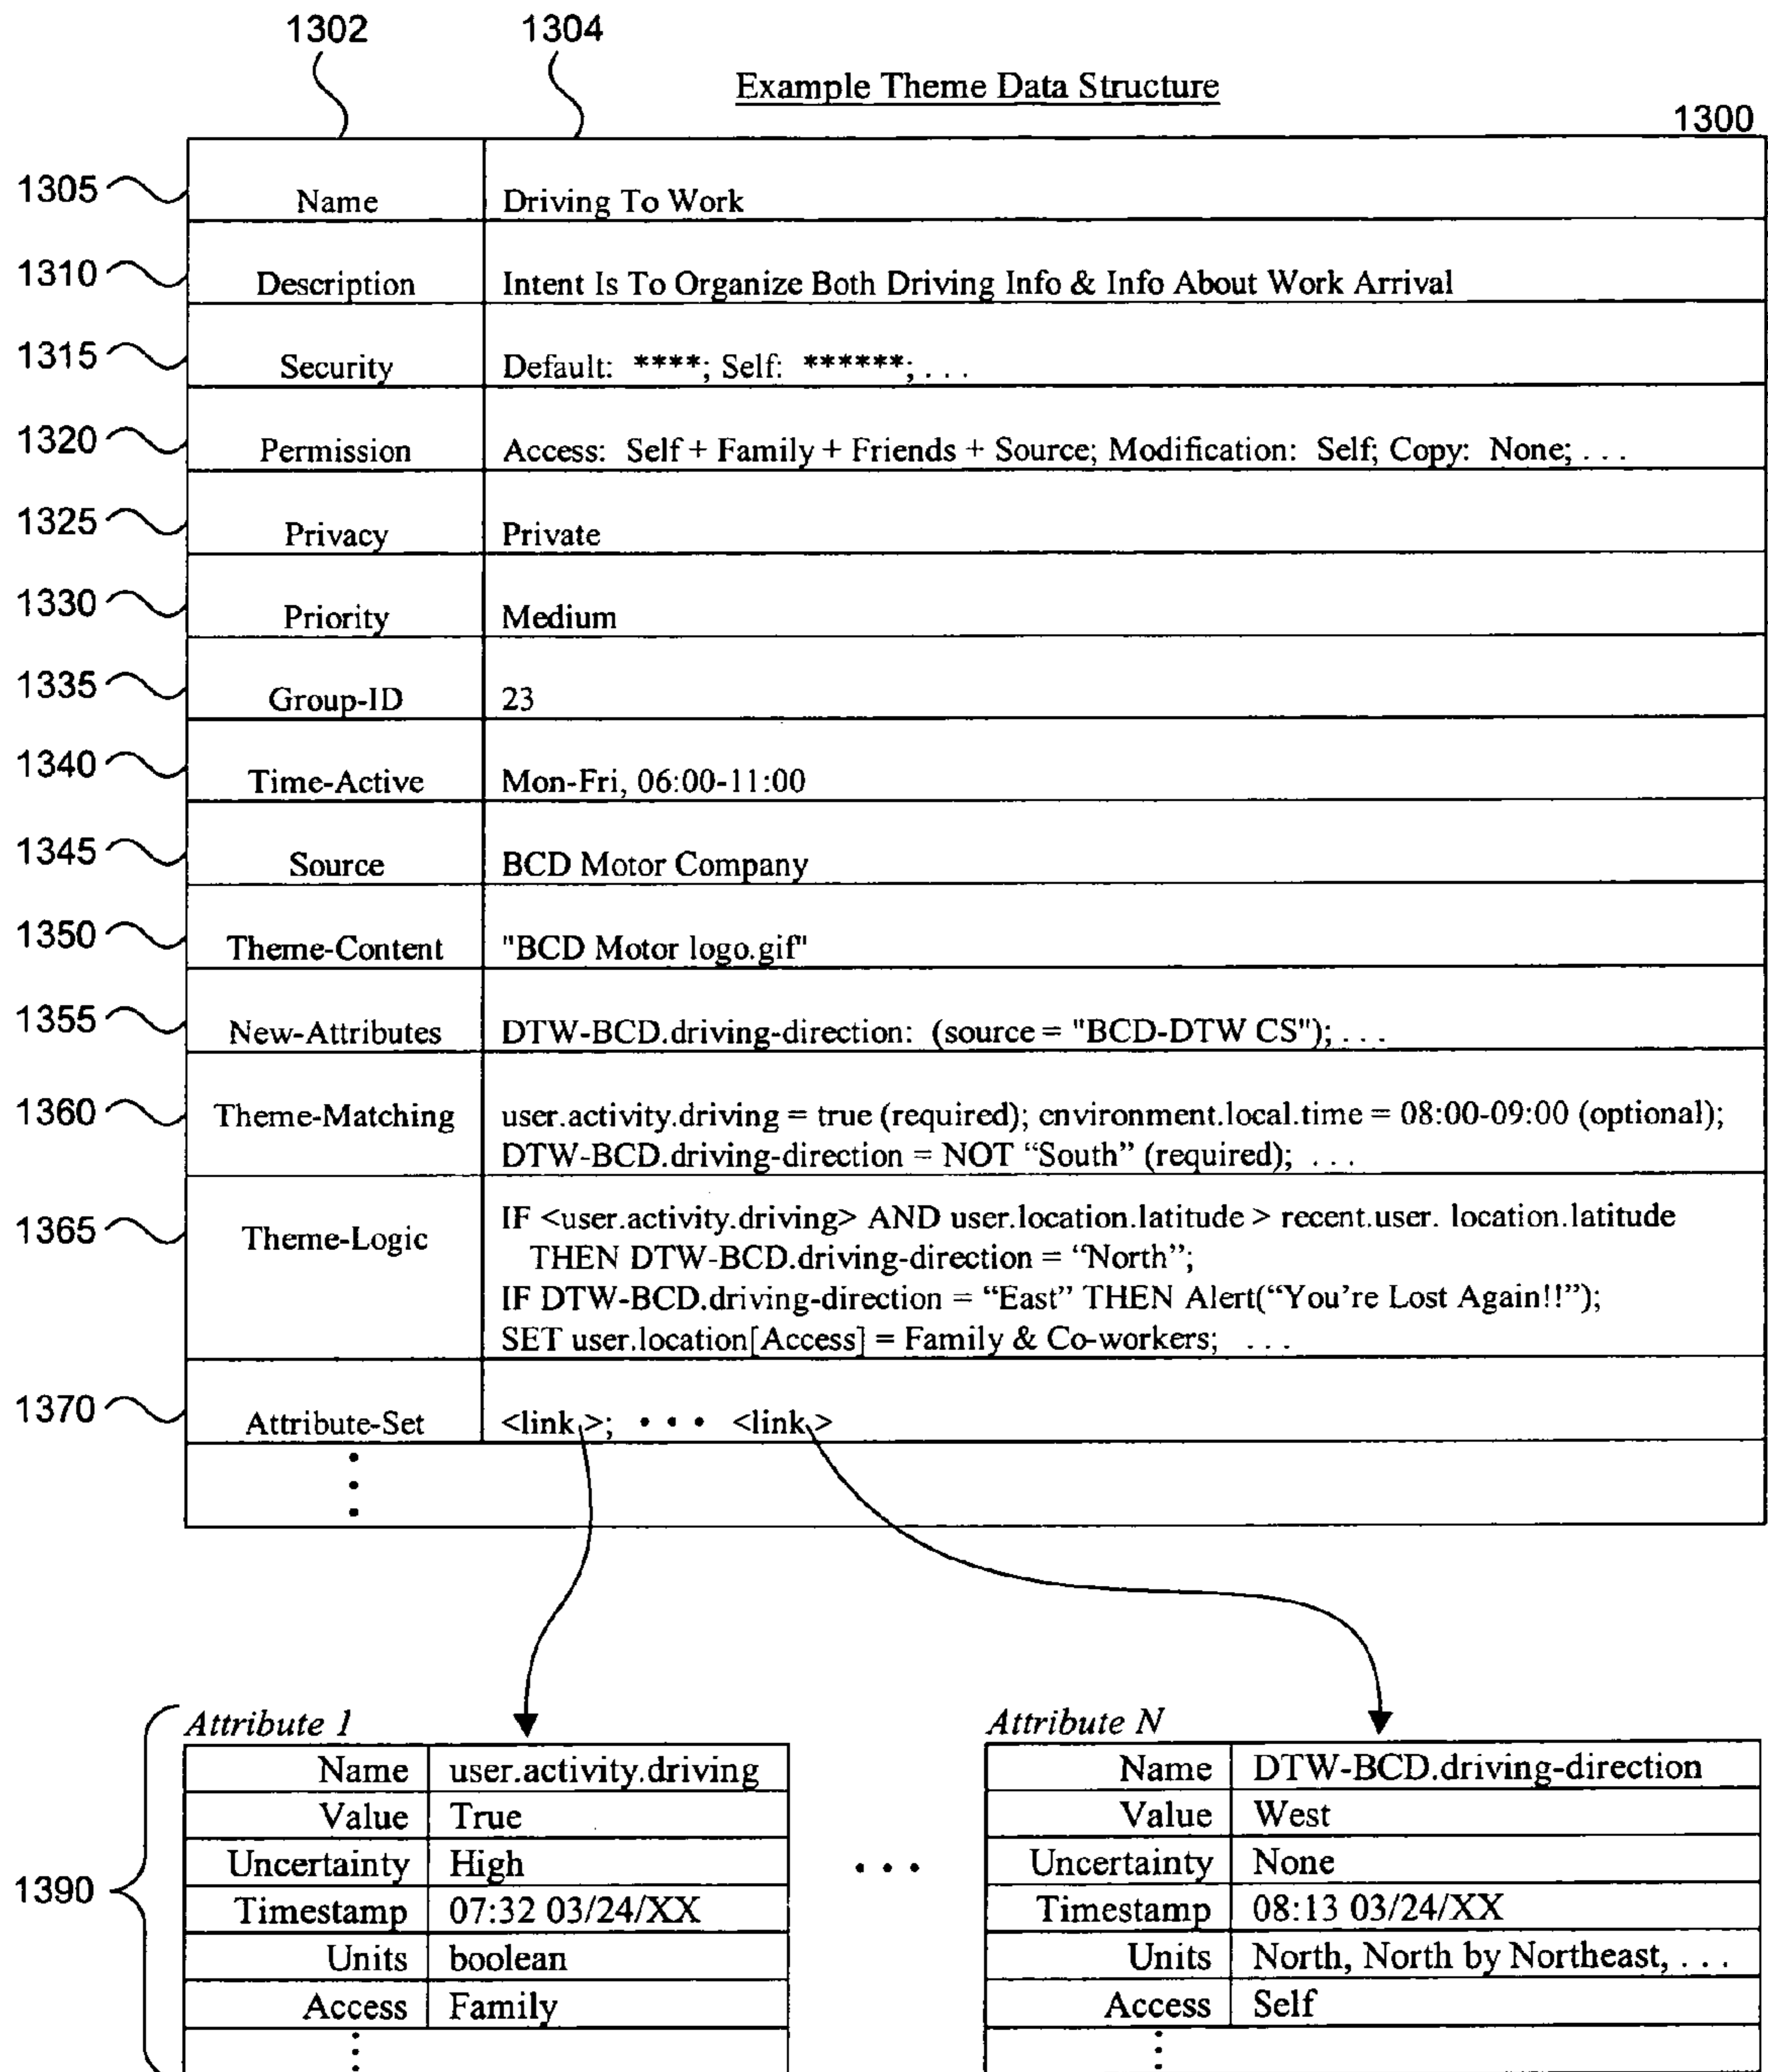 1302 1304
Example Theme Data Structure
1300
1305 Name Driving To Work
1310 Description Intent Is To Organize Both Driving Info & Info About Work Arrival
1315 Security Default: ****; Self: ******; . . .
1320 Permission Access: Self + Family + Friends + Source; Modification: Self; Copy: None; . . .
1325 Privacy Private
1330 Priority Medium
1335 Group-ID 23
1340 Time-Active Mon-Fri, 06:00-11:00
1345 Source BCD Motor Company
1350 Theme-Content "BCD Motor logo.gif"
1355 New-Attributes DTW-BCD.driving-direction: (source = "BCD-DTW CS"); . . .
1360 Theme-Matching user.activity.driving = true (required); environment.local.time = 08:00-09:00 (optional);
DTW-BCD.driving-direction = NOT “South” (required); . . .
1365 Theme-Logic IF <user.activity.driving> AND user.location.latitude > recent.user. location.latitude
THEN DTW-BCD.driving-direction = “North”;
IF DTW-BCD.driving-direction = “East” THEN Alert(“You're Lost Again!!”);
SET user.location[Access] = Family & Co-workers; . . .
1370 Attribute-Set <link>; • • • <link>
Attribute 1 Attribute N
Name user.activity.driving Name DTW-BCD.driving-direction
Value True Value West
Uncertainty High • • • Uncertainty None
1390 Timestamp 07:32 03/24/XX Timestamp 08:13 03/24/XX
Units boolean Units North, North by Northeast, . . .
Access Family Access Self